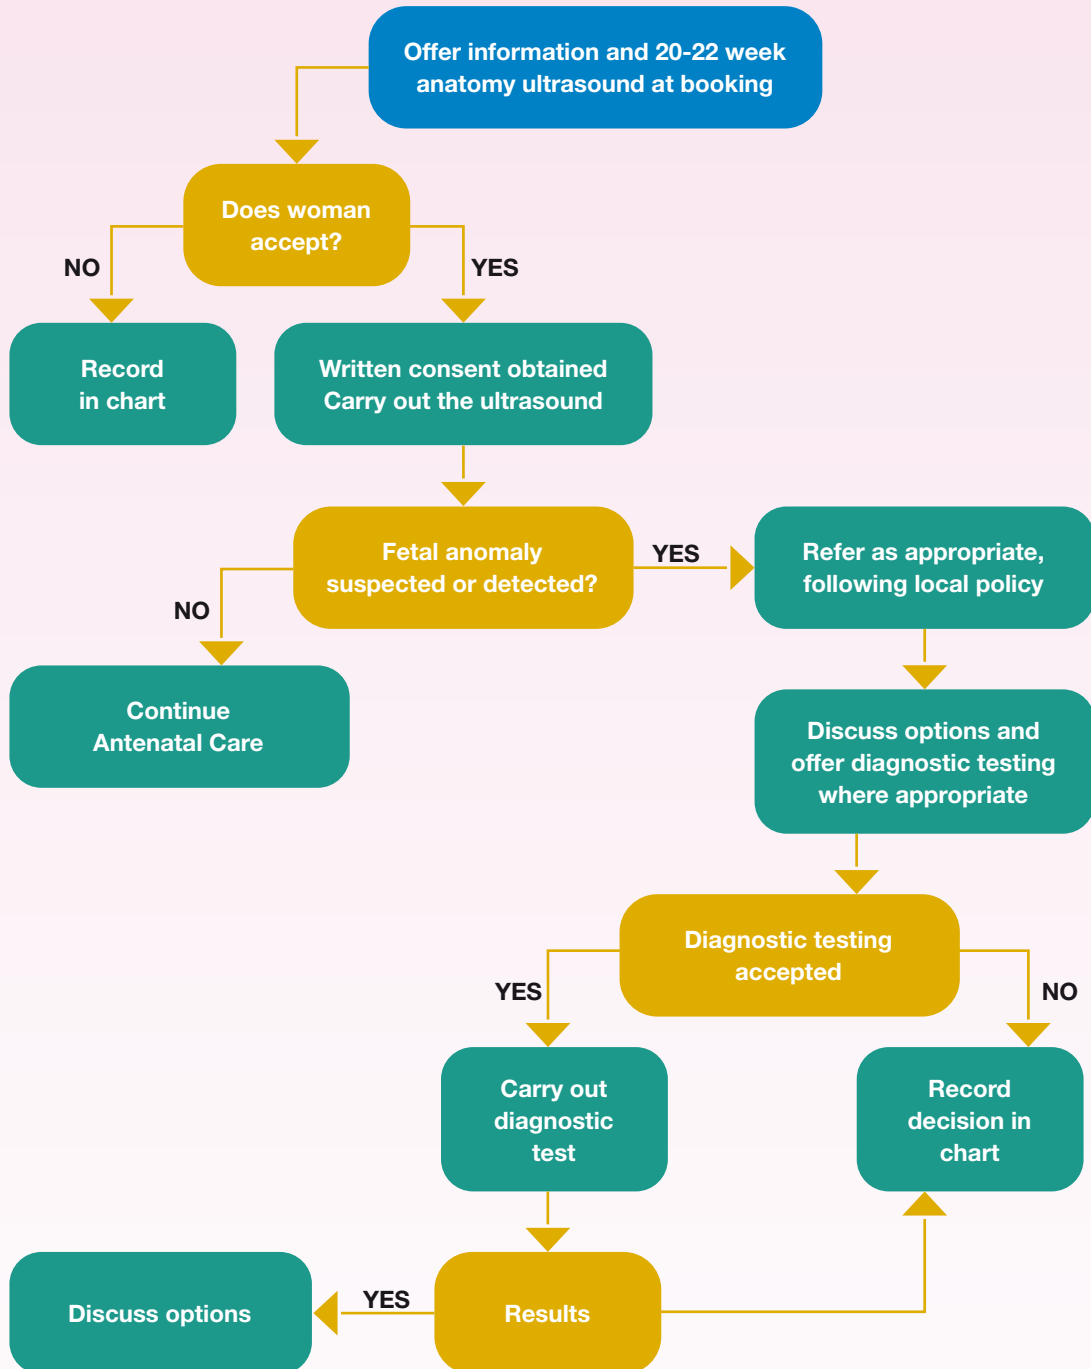 Offer information and 20-22 week
anatomy ultrasound at booking
Does woman
accept?
NO
YES
Record
in chart
Written consent obtained
Carry out the ultrasound
Fetal anomaly
suspected or detected?
YES
Refer as appropriate,
following local policy
NO
Continue
Antenatal Care
Discuss options and
offer diagnostic testing
where appropriate
Diagnostic testing
accepted
YES
NO
Carry out
diagnostic
test
Record
decision in
chart
Discuss options
YES
Results